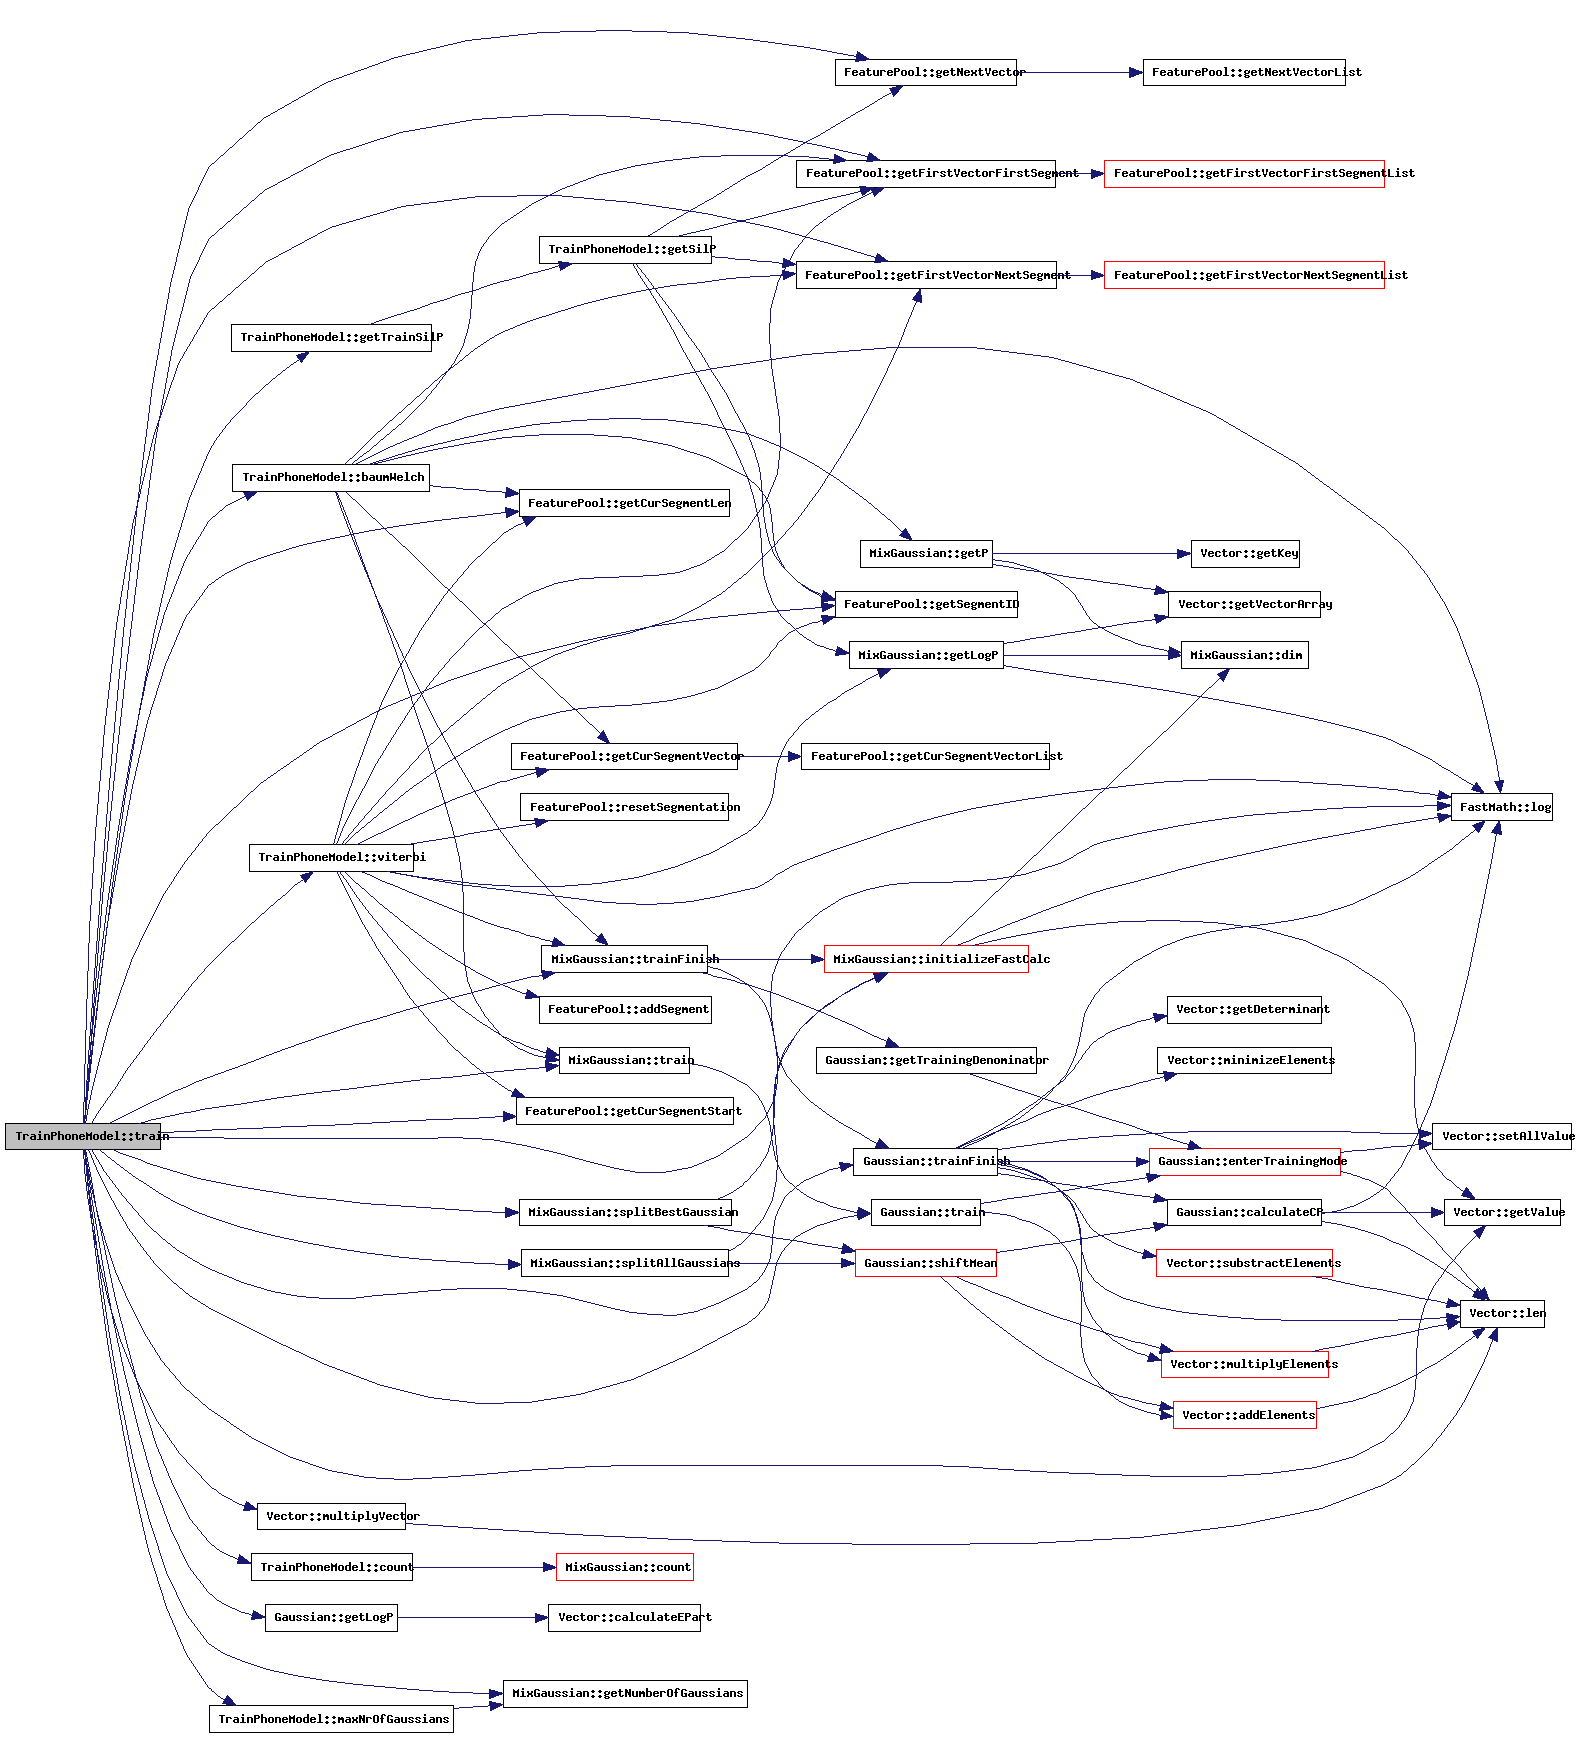 FeaturePool::getNextVector
FeaturePool::getNextVectorList
FeaturePool::getFirstVectorFirstSegment
FeaturePool::getFirstVectorFirstSegmentList
TrainPhoneModel::getSilP
FeaturePool::getFirstVectorNextSegment
FeaturePool::getFirstVectorNextSegmentList
TrainPhoneModel::getTrainSilP
TrainPhoneModel::baumWelch
FeaturePool::getCurSegmentLen
MixGaussian::getP
Vector::getKey
FeaturePool::getSegmentID
Vector::getVectorArray
MixGaussian::getLogP
MixGaussian::dim
FeaturePool::getCurSegmentVector
FeaturePool::getCurSegmentVectorList
FeaturePool::resetSegmentation
FastMath::log
TrainPhoneModel::viterbi
MixGaussian::trainFinish
MixGaussian::initializeFastCalc
FeaturePool::addSegment
Vector::getDeterminant
MixGaussian::train
Gaussian::getTrainingDenominator
Vector::minimizeElements
FeaturePool::getCurSegmentStart
TrainPhoneModel::train
Vector::setAllValue
Gaussian::trainFinish
Gaussian::enterTrainingMode
MixGaussian::splitBestGaussian
Gaussian::train
Gaussian::calculateCP
Vector::getValue
MixGaussian::splitAllGaussians
Gaussian::shiftMean
Vector::substractElements
Vector::len
Vector::multiplyElements
Vector::addElements
Vector::multiplyVector
TrainPhoneModel::count
MixGaussian::count
Gaussian::getLogP
Vector::calculateEPart
MixGaussian::getNumberOfGaussians
TrainPhoneModel::maxNrOfGaussians